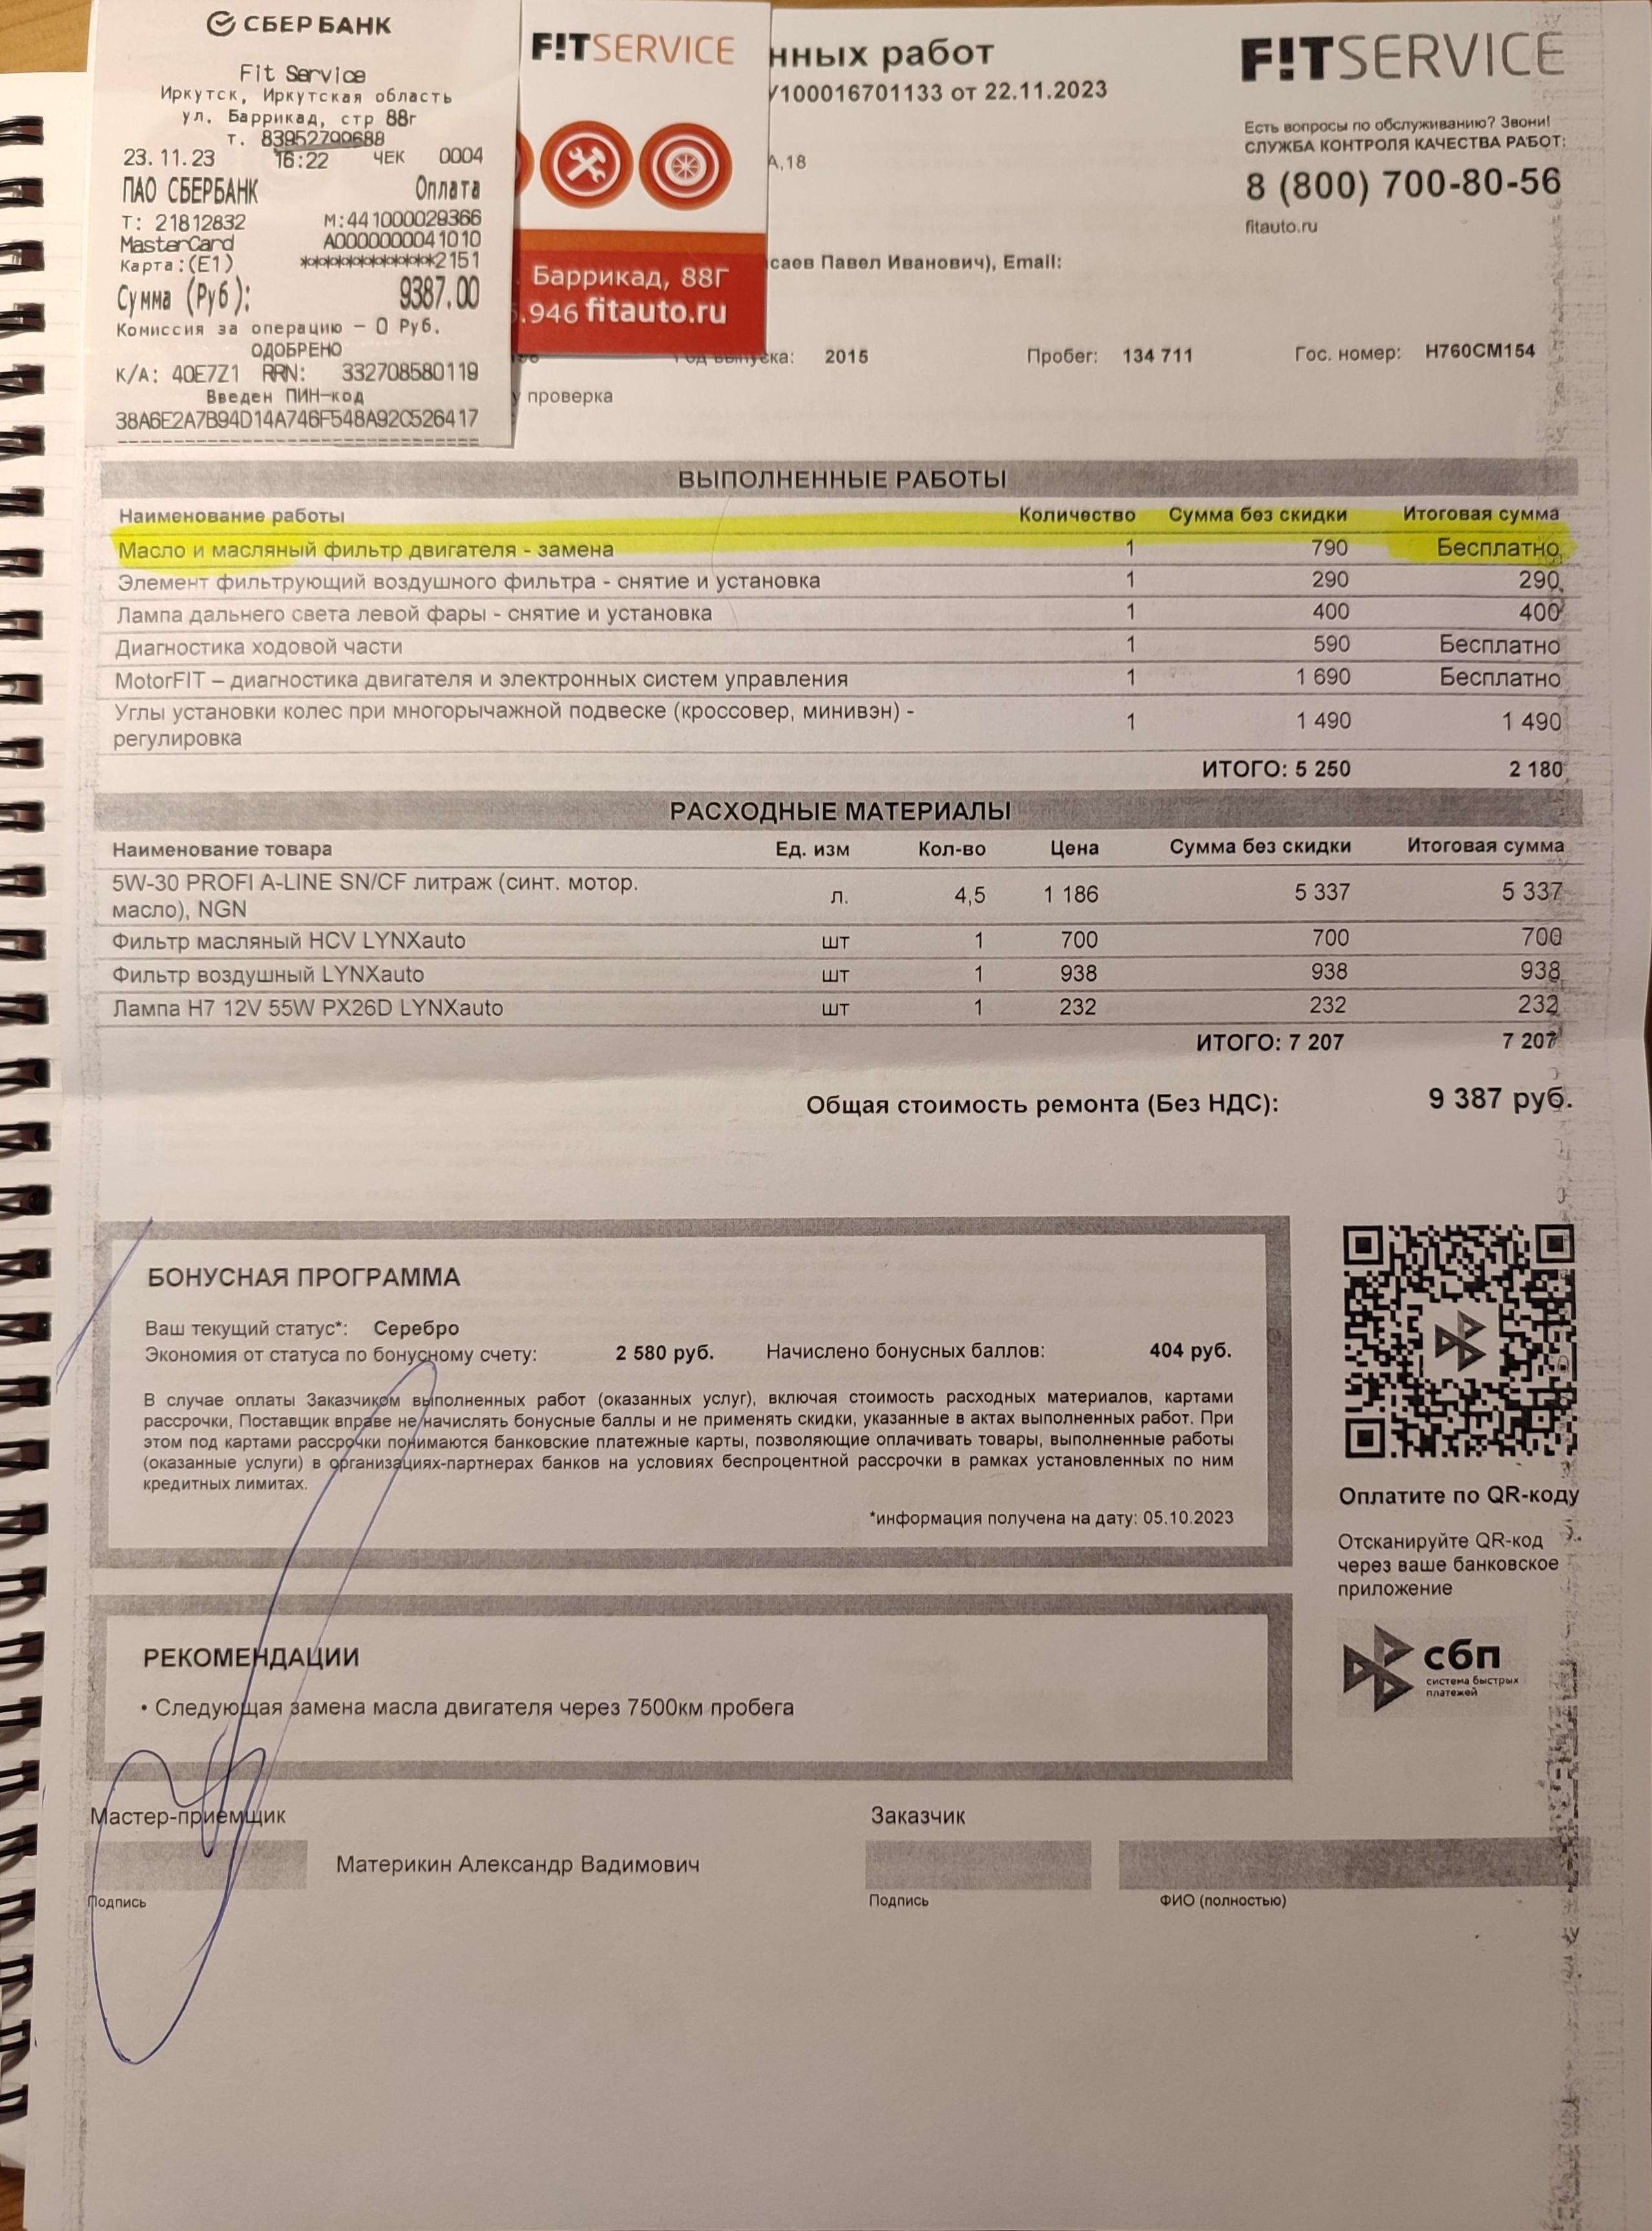 СБЕР БАНК
Fit Service
Иркутск, Иркутская область
ул. Баррикад, стр 88г
т. 83952799688
23.11.23 16:22 ЧЕК 0004
ПАО СБЕРБАНК Оплата
Т: 21812832 М:441000029366
MasterCard A0000000041010
Карта:(E1) ************2151
Сумма (Руб): 9387.00
Комиссия за операцию – 0 Руб.
ОДОБРЕНО
К/А: 40E7Z1 RRN: 332708580119
Введен ПИН-код
38A6E2A7B94D14A746F548A92C526417
F!TSERVICE
Баррикад, 88Г
.946 fitauto.ru
нных работ
/100016701133 от 22.11.2023
А,18
F!TSERVICE
Есть вопросы по обслуживанию? Звони!
СЛУЖБА КОНТРОЛЯ КАЧЕСТВА РАБОТ:
8 (800) 700-80-56
fitauto.ru
саев Павел Иванович), Email:
ка: 2015 Пробег: 134 711 Гос. номер: Н760СМ154
проверка
ВЫПОЛНЕННЫЕ РАБОТЫ
Наименование работы Количество Сумма без скидки Итоговая сумма
Масло и масляный фильтр двигателя - замена 1 790 Бесплатно
Элемент фильтрующий воздушного фильтра - снятие и установка 1 290 290
Лампа дальнего света левой фары - снятие и установка 1 400 400
Диагностика ходовой части 1 590 Бесплатно
MotorFIT – диагностика двигателя и электронных систем управления 1 1 690 Бесплатно
Углы установки колес при многорычажной подвеске (кроссовер, минивэн) -
регулировка 1 1 490 1 490
ИТОГО: 5 250 2 180
РАСХОДНЫЕ МАТЕРИАЛЫ
Наименование товара Ед. изм Кол-во Цена Сумма без скидки Итоговая сумма
5W-30 PROFI A-LINE SN/CF литраж (синт. мотор.
масло), NGN л. 4,5 1 186 5 337 5 337
Фильтр масляный HCV LYNXauto шт 1 700 700 700
Фильтр воздушный LYNXauto шт 1 938 938 938
Лампа H7 12V 55W PX26D LYNXauto шт 1 232 232 232
ИТОГО: 7 207 7 207
Общая стоимость ремонта (Без НДС): 9 387 руб.
БОНУСНАЯ ПРОГРАММА
Ваш текущий статус*: Серебро
Экономия от статуса по бонусному счету: 2 580 руб. Начислено бонусных баллов: 404 руб.
В случае оплаты Заказчиком выполненных работ (оказанных услуг), включая стоимость расходных материалов, картами
рассрочки, Поставщик вправе не начислять бонусные баллы и не применять скидки, указанные в актах выполненных работ. При
этом под картами рассрочки понимаются банковские платежные карты, позволяющие оплачивать товары, выполненные работы
(оказанные услуги) в организациях-партнерах банков на условиях беспроцентной рассрочки в рамках установленных по ним
кредитных лимитах.
*информация получена на дату: 05.10.2023
Оплатите по QR-коду
Отсканируйте QR-код
через ваше банковское
приложение
сбп
система быстрых
платежей
РЕКОМЕНДАЦИИ
• Следующая замена масла двигателя через 7500км пробега
Мастер-приемщик Заказчик
Материкин Александр Вадимович
Подпись Подпись ФИО (полностью)